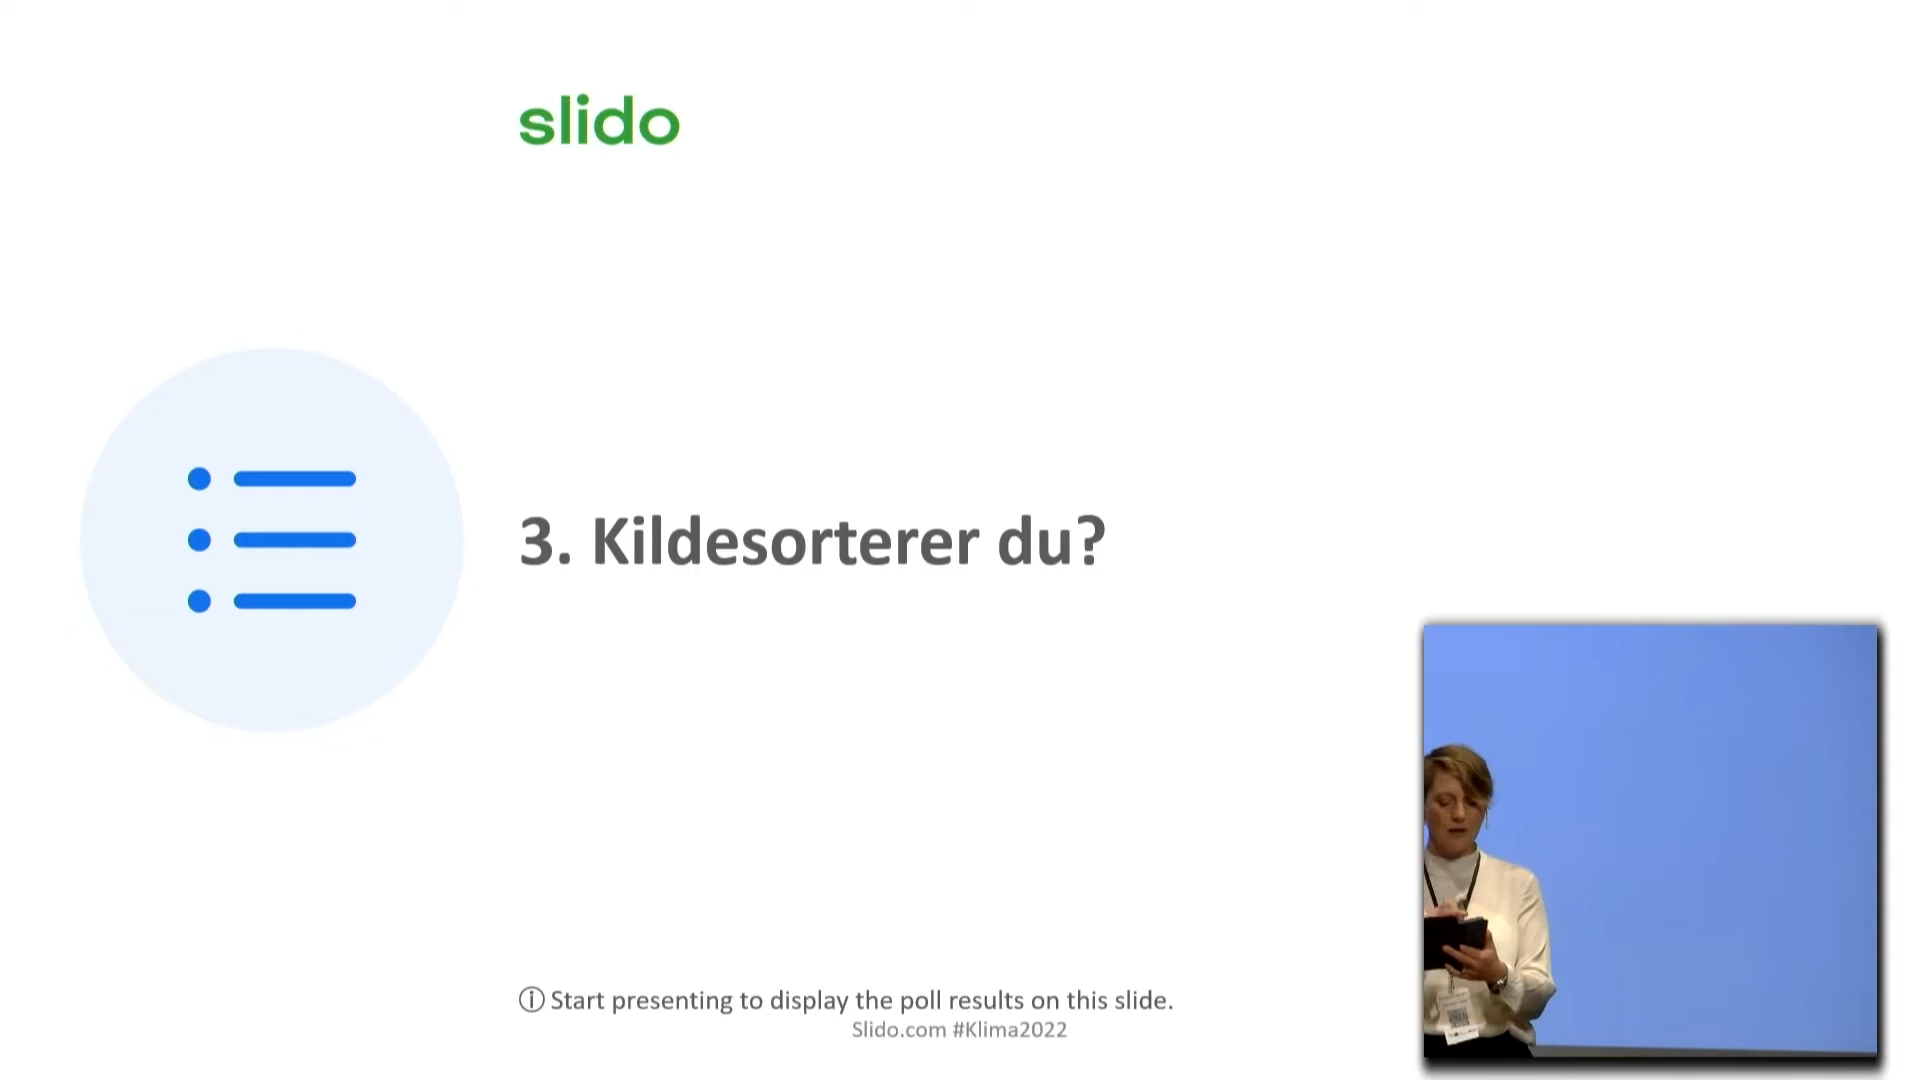 slido
3. Kildesorterer du?
ⓘ Start presenting to display the poll results on this slide.
Slido.com #Klima2022